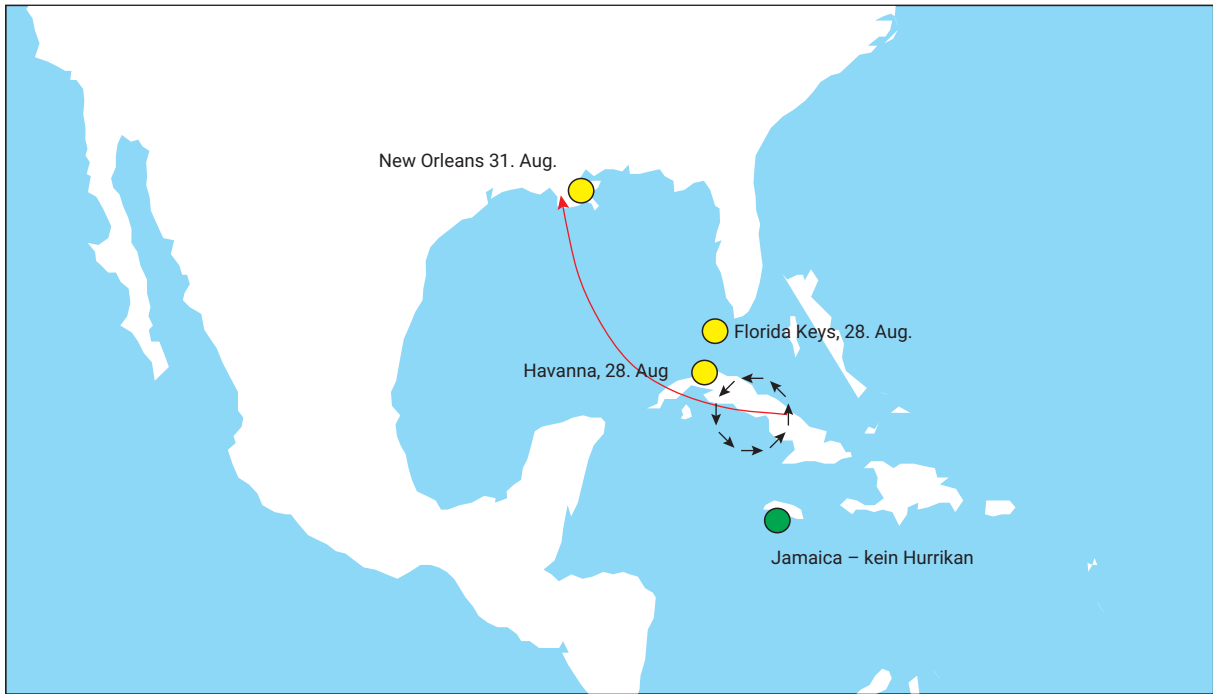 New Orleans 31. Aug.
Florida Keys, 28. Aug.
Havanna, 28. Aug
Jamaica – kein Hurrikan